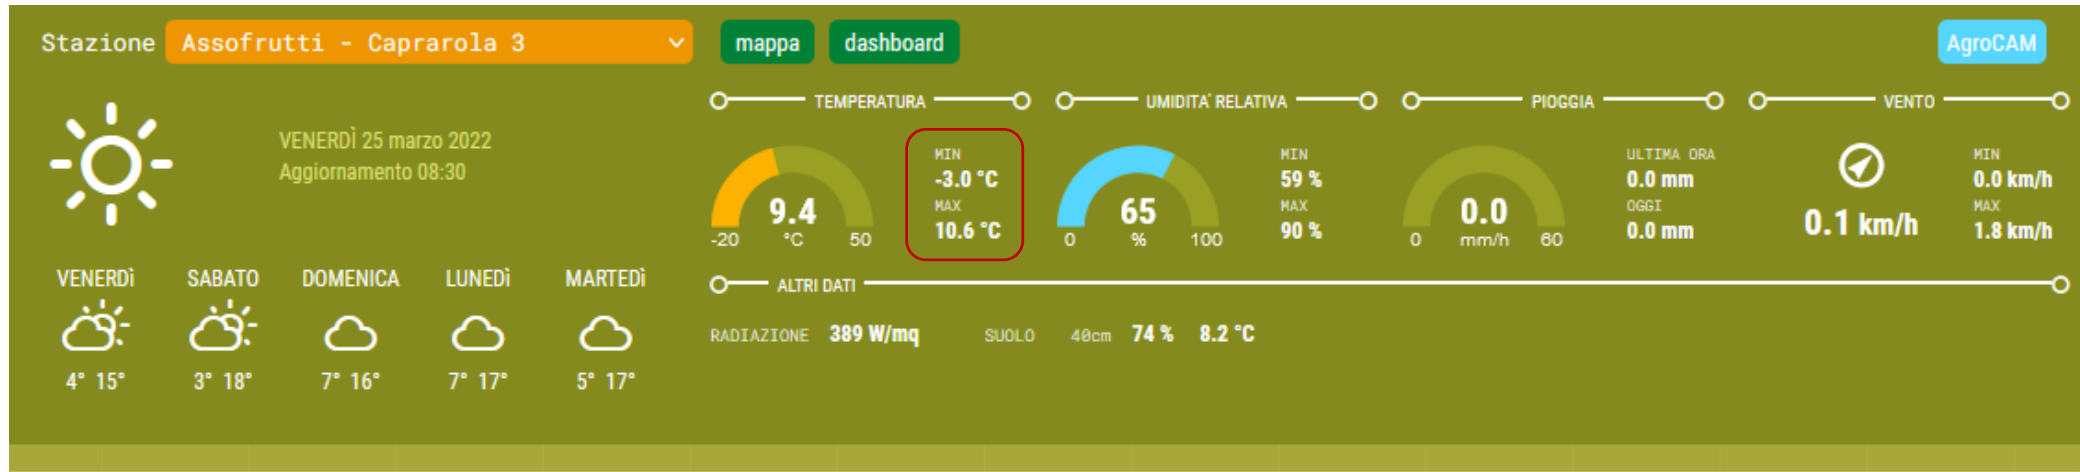 Stazione Assofrutti - Caprarola 3 mappa dashboard AgroCAM
VENERDÌ 25 marzo 2022
Aggiornamento 08:30
VENERDÌ SABATO DOMENICA LUNEDÌ MARTEDÌ
4° 15° 3° 18° 7° 16° 7° 17° 5° 17°
TEMPERATURA
9.4
°C
-20 50
MIN
-3.0 °C
MAX
10.6 °C
UMIDITA' RELATIVA
65
%
0 100
MIN
59 %
MAX
90 %
PIOGGIA
0.0
mm/h
0 60
ULTIMA ORA
0.0 mm
OGGI
0.0 mm
VENTO
0.1 km/h
MIN
0.0 km/h
MAX
1.8 km/h
ALTRI DATI
RADIAZIONE 389 W/mq SUOLO 40cm 74 % 8.2 °C